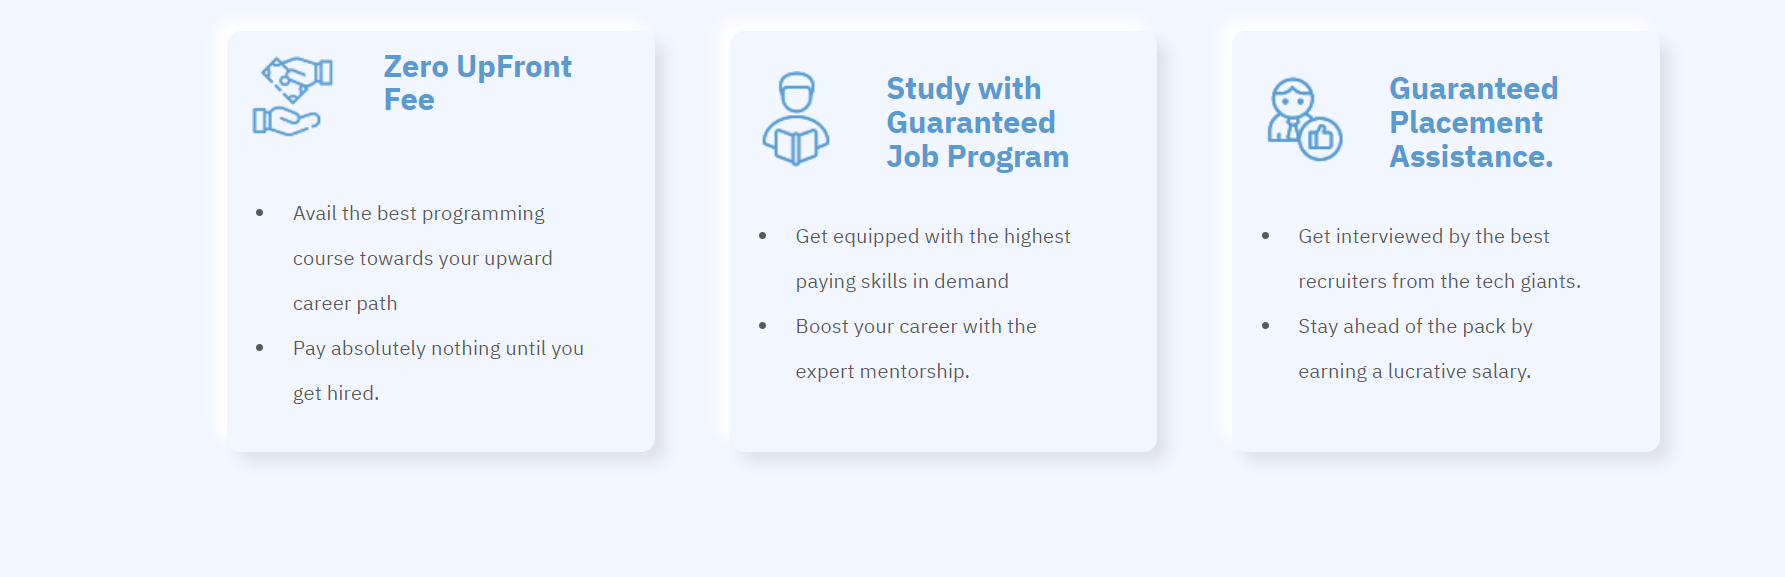 Zero UpFront
Fee
• Avail the best programming
course towards your upward
career path
• Pay absolutely nothing until you
get hired.
Study with
Guaranteed
Job Program
• Get equipped with the highest
paying skills in demand
• Boost your career with the
expert mentorship.
Guaranteed
Placement
Assistance.
• Get interviewed by the best
recruiters from the tech giants.
• Stay ahead of the pack by
earning a lucrative salary.